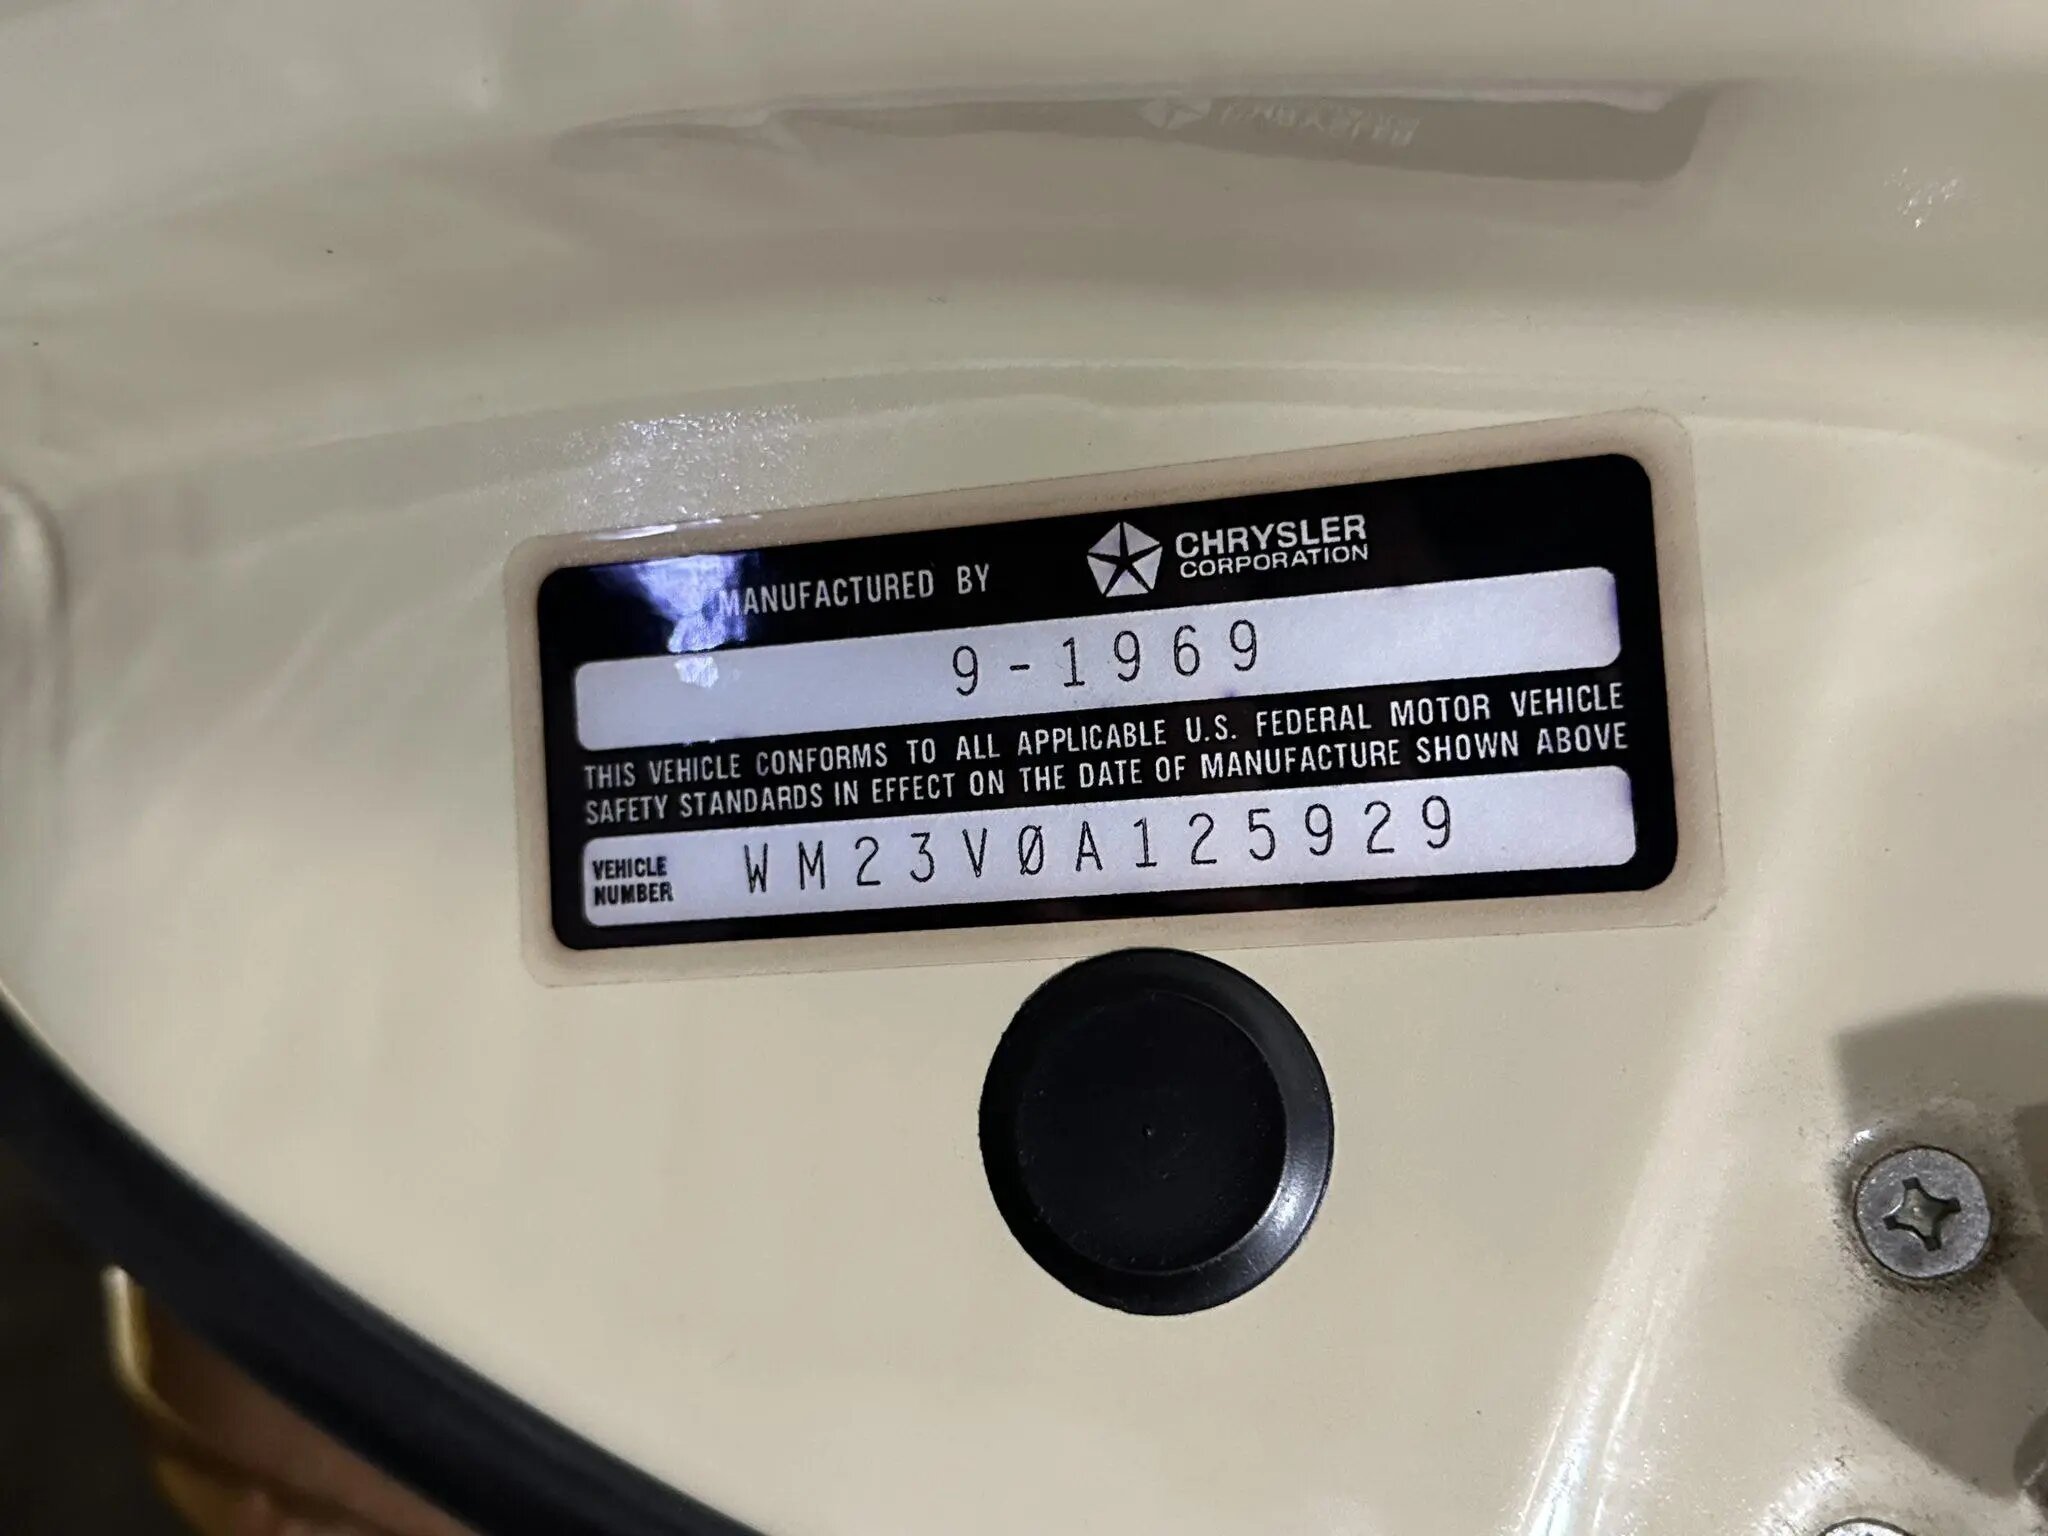 MANUFACTURED BY CHRYSLER
CORPORATION
9-1969
THIS VEHICLE CONFORMS TO ALL APPLICABLE U.S. FEDERAL MOTOR VEHICLE
SAFETY STANDARDS IN EFFECT ON THE DATE OF MANUFACTURE SHOWN ABOVE
VEHICLE
NUMBER
WM23VØA125929